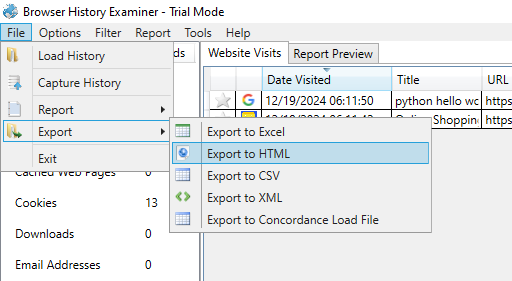 Browser History Examiner - Trial Mode
File Options Filter Report Tools Help
Load History
Capture History
Report
Export
Exit
Export to Excel
Export to HTML
Export to CSV
Export to XML
Export to Concordance Load File
ds
Website Visits Report Preview
Date Visited Title URL
12/19/2024 06:11:50 python hello wo https
Cached Web Pages
Cookies 13
Downloads 0
Email Addresses 0